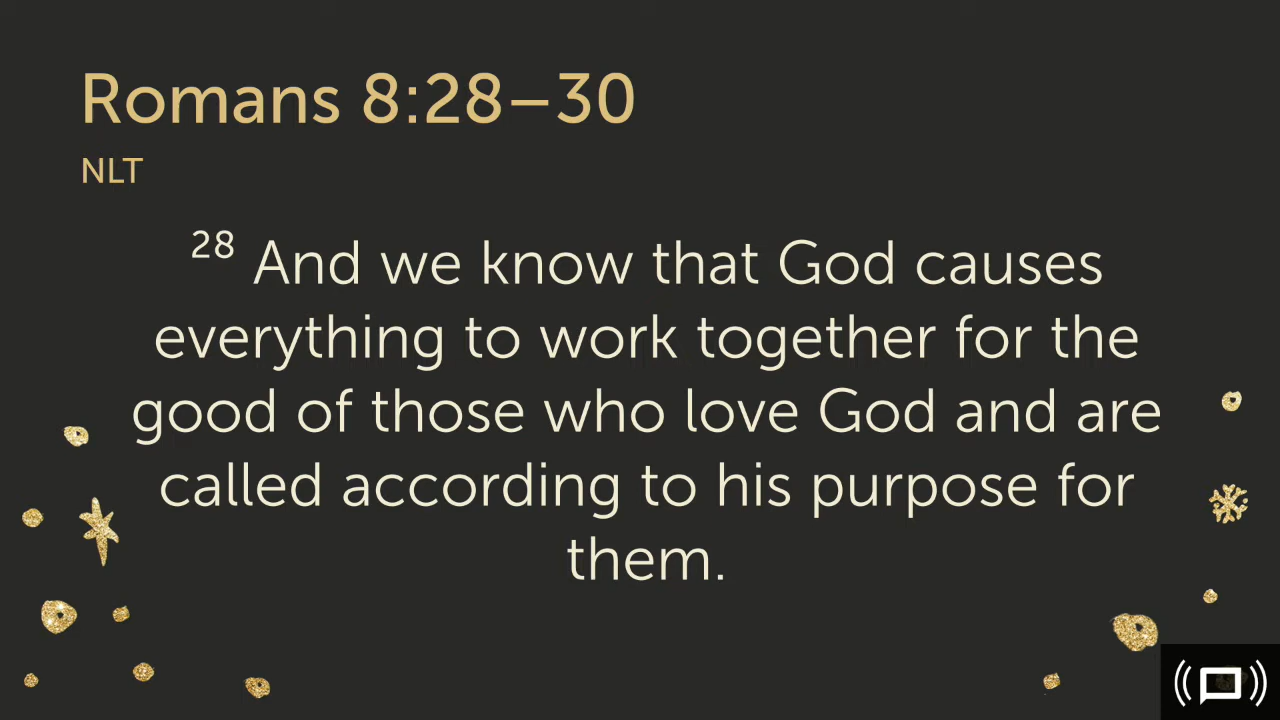 Romans 8:28–30
NLT
28 And we know that God causes
everything to work together for the
good of those who love God and are
called according to his purpose for
them.